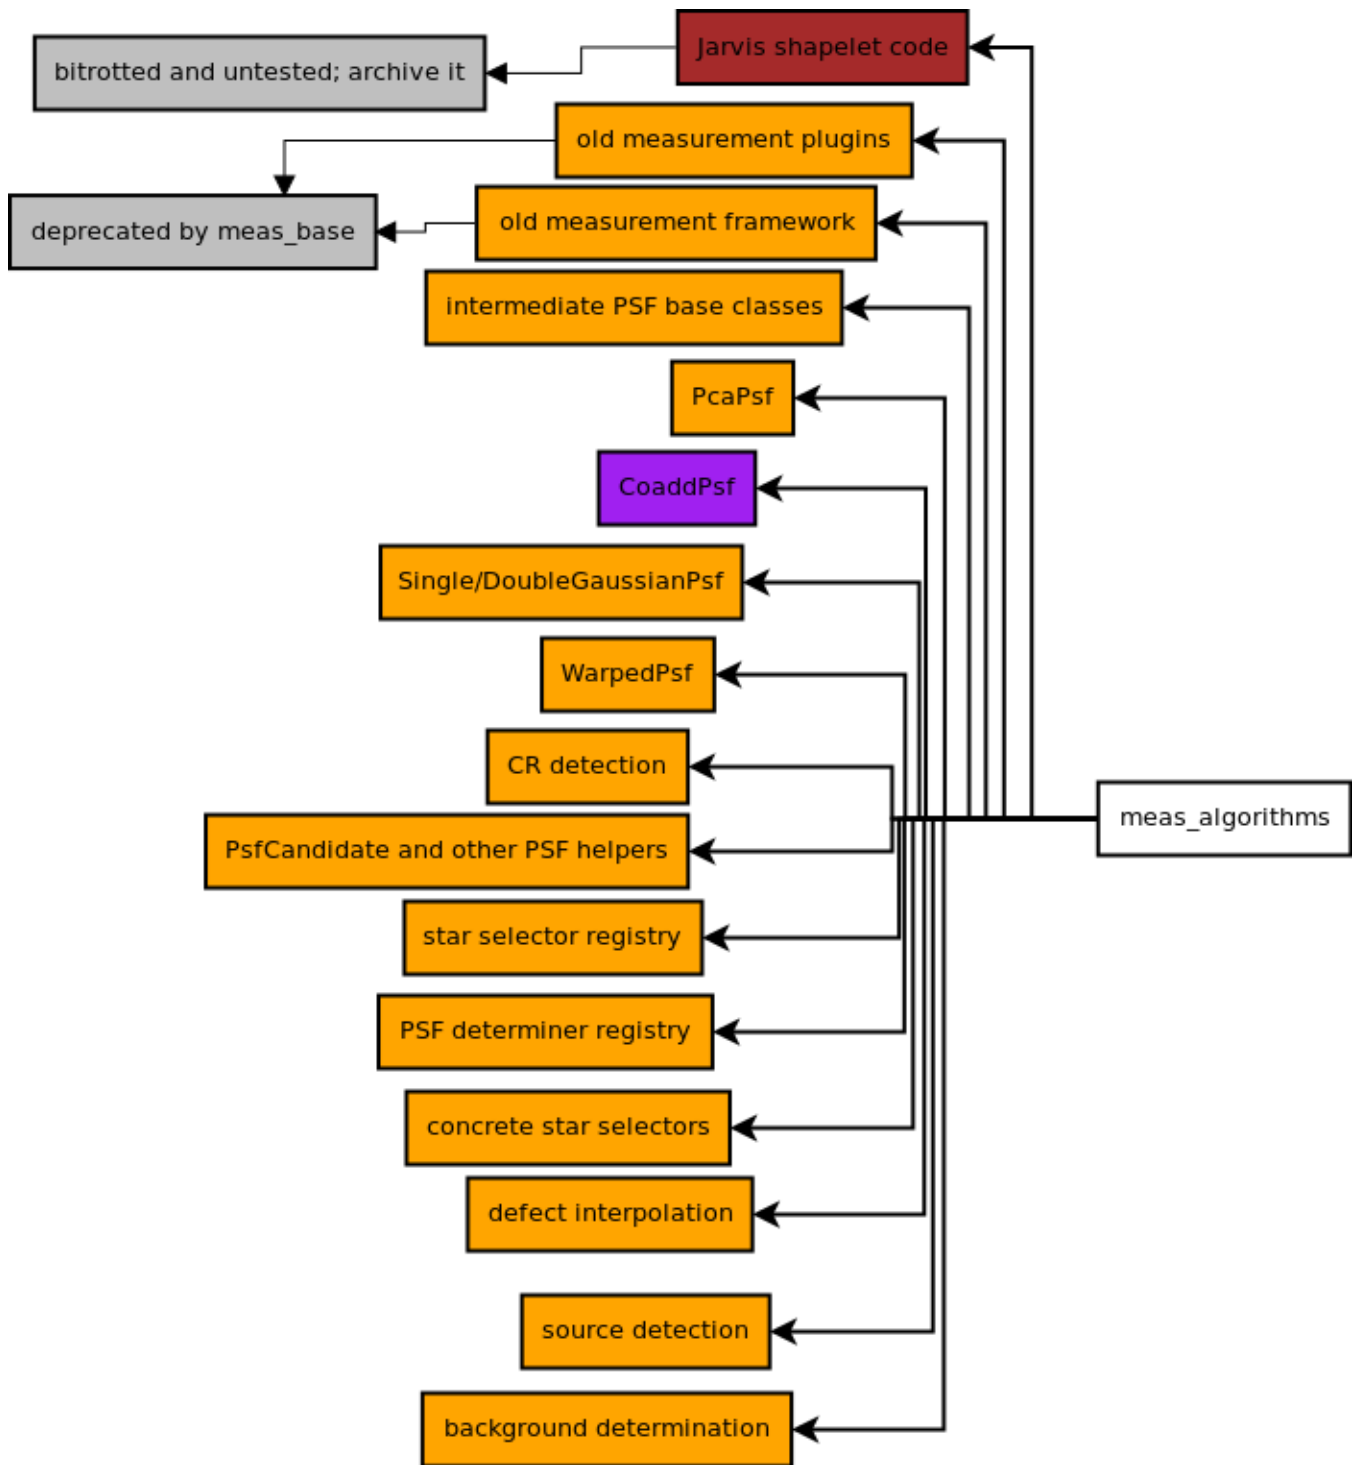 Jarvis shapelet code
bitrotted and untested; archive it
old measurement plugins
old measurement framework
deprecated by meas_base
intermediate PSF base classes
PcaPsf
CoaddPsf
Single/DoubleGaussianPsf
WarpedPsf
CR detection
meas_algorithms
PsfCandidate and other PSF helpers
star selector registry
PSF determiner registry
concrete star selectors
defect interpolation
source detection
background determination